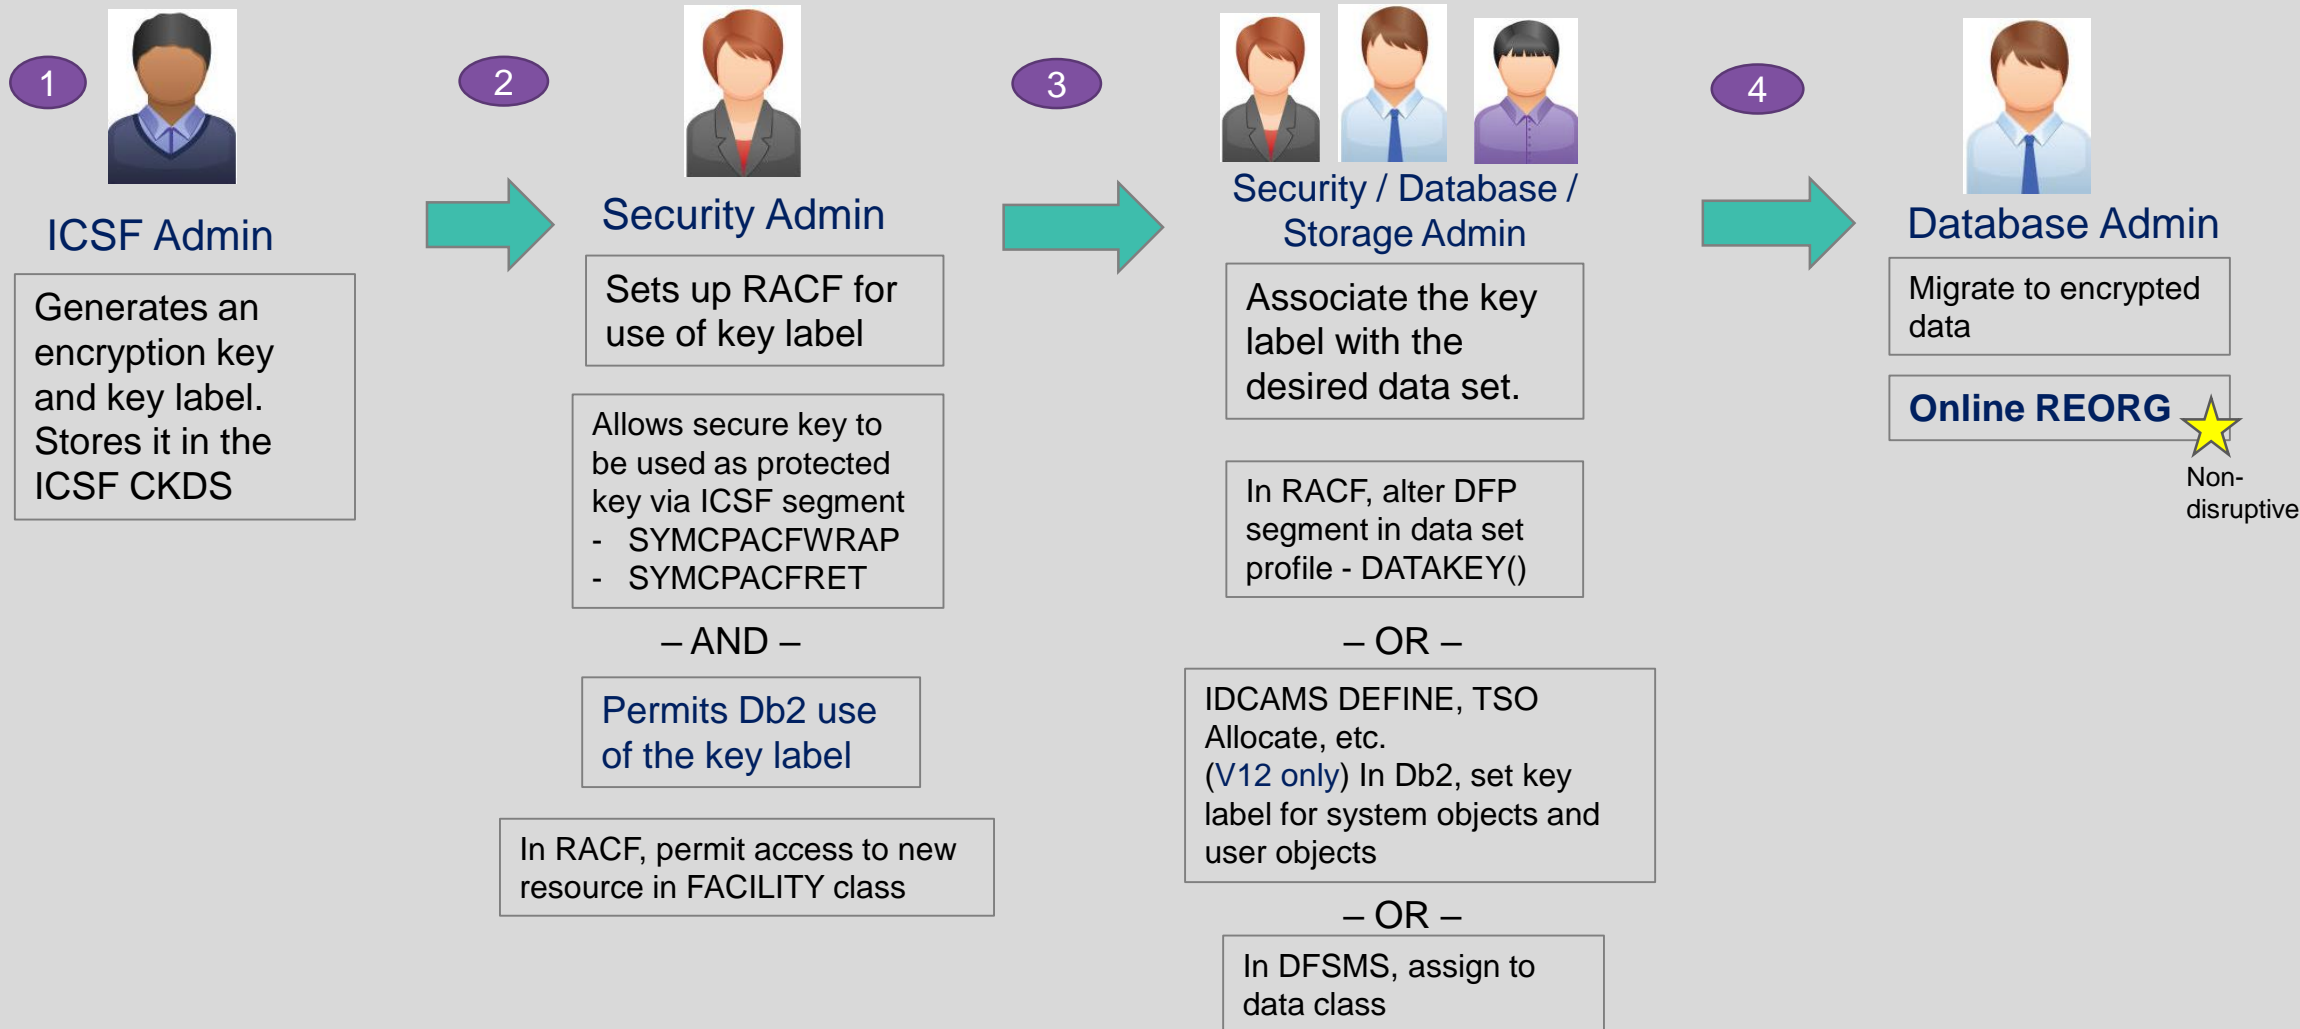 1
ICSF Admin
Generates an
encryption key
and key label.
Stores it in the
ICSF CKDS
2
Security Admin
Sets up RACF for
use of key label
Allows secure key to
be used as protected
key via ICSF segment
- SYMCPACFWRAP
- SYMCPACFRET
– AND –
Permits Db2 use
of the key label
In RACF, permit access to new
resource in FACILITY class
3
Security / Database /
Storage Admin
Associate the key
label with the
desired data set.
In RACF, alter DFP
segment in data set
profile - DATAKEY()
– OR –
IDCAMS DEFINE, TSO
Allocate, etc.
(V12 only) In Db2, set key
label for system objects and
user objects
– OR –
In DFSMS, assign to
data class
4
Database Admin
Migrate to encrypted
data
Online REORG
Non-
disruptive